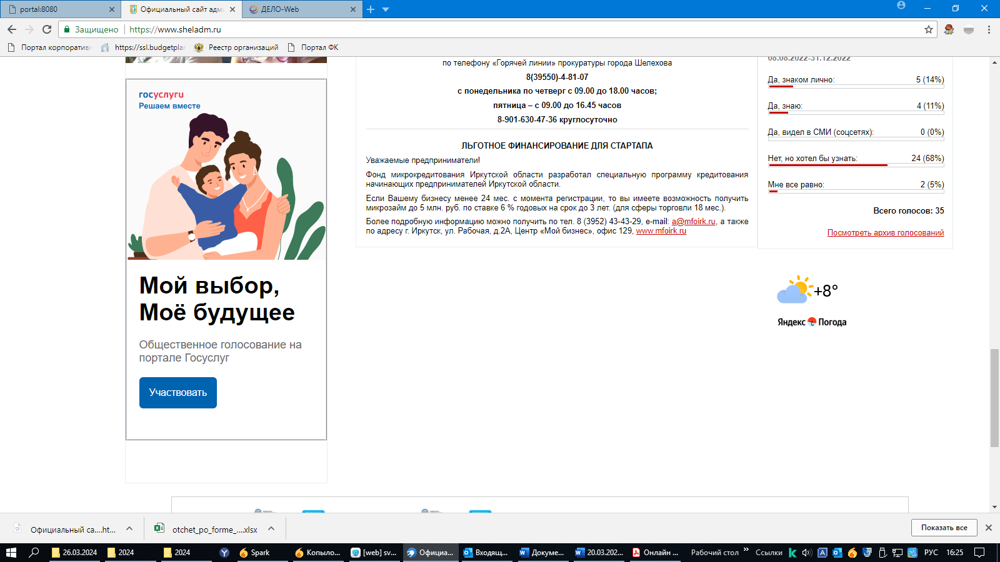 portal:8080
Официальный сайт адм
ДЕЛО-Web
Защищено
https://www.sheladm.ru
Портал корпоратив
https://ssl.budgetplan
Реестр организаций
Портал ФК
госуслуги
Решаем вместе
Мой выбор,
Моё будущее
Общественное голосование на
портале Госуслуг
Участвовать
по телефону «Горячей линии» прокуратуры города Шелехова
8(39550)-4-81-07
с понедельника по четверг с 09.00 до 18.00 часов;
пятница – с 09.00 до 16.45 часов
8-901-630-47-36 круглосуточно
ЛЬГОТНОЕ ФИНАНСИРОВАНИЕ ДЛЯ СТАРТАПА
Уважаемые предприниматели!
Фонд микрокредитования Иркутской области разработал специальную программу кредитования
начинающих предпринимателей Иркутской области.
Если Вашему бизнесу менее 24 мес. с момента регистрации, то вы имеете возможность получить
микрозайм до 5 млн. руб. по ставке 6 % годовых на срок до 3 лет. (для сферы торговли 18 мес.).
Более подробную информацию можно получить по тел. 8 (3952) 43-43-29, e-mail: a@mfoirk.ru, а также
по адресу г. Иркутск, ул. Рабочая, д.2А, Центр «Мой бизнес», офис 129, www.mfoirk.ru
08.08.2022-31.12.2022
Да, знаком лично: 5 (14%)
Да, знаю: 4 (11%)
Да, видел в СМИ (соцсетях): 0 (0%)
Нет, но хотел бы узнать: 24 (68%)
Мне все равно: 2 (5%)
Всего голосов: 35
Посмотреть архив голосований
+8°
Яндекс Погода
Официальный са....ht...
otchet_po_forme_....xlsx
Показать все
26.03.2024
2024
2024
Spark
Копыло...
[web] sv...
Официа...
Входящ...
Докуме...
20.03.202...
Онлайн ...
Рабочий стол
Ссылки
РУС
16:25